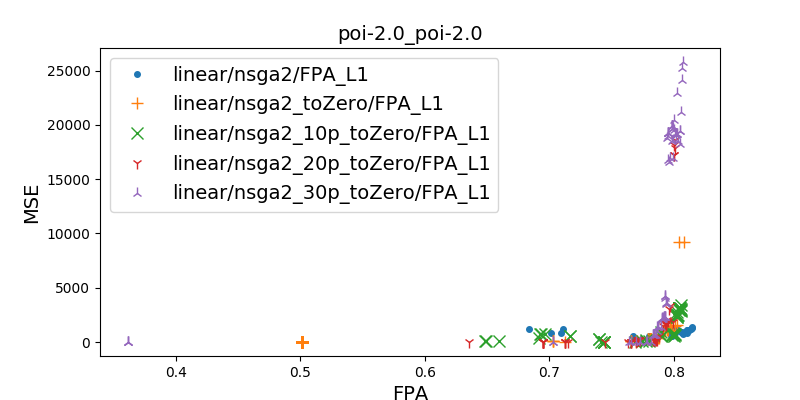 poi-2.0_poi-2.0
25000
20000
15000
10000
5000
0
MSE
linear/nsga2/FPA_L1
linear/nsga2_toZero/FPA_L1
linear/nsga2_10p_toZero/FPA_L1
linear/nsga2_20p_toZero/FPA_L1
linear/nsga2_30p_toZero/FPA_L1
0.4 0.5 0.6 0.7 0.8
FPA